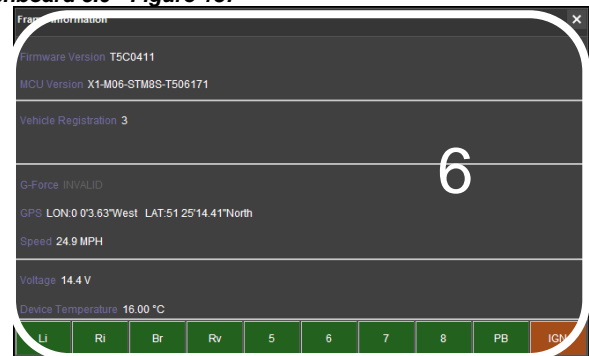 Frame Information
Firmware Version T5C0411
MCU Version X1-M06-STM8S-T506171
Vehicle Registration 3
6
G-Force INVALID
GPS LON:0 0'3.63"West LAT:51 25'14.41"North
Speed 24.9 MPH
Voltage 14.4 V
Device Temperature 16.00 °C
Li Ri Br Rv 5 6 7 8 PB IGN